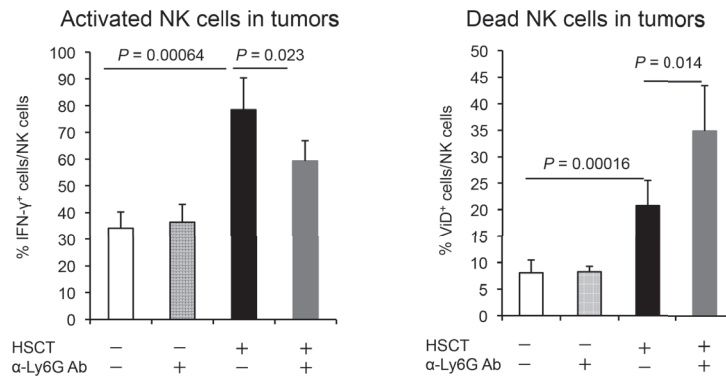 Activated NK cells in tumors
P = 0.00064
P = 0.023
% IFN-γ⁺ cells/NK cells
100
90
80
70
60
50
40
30
20
10
0
HSCT − − + +
α-Ly6G Ab − + − +
Dead NK cells in tumors
P = 0.014
P = 0.00016
% ViD⁺ cells/NK cells
50
45
40
35
30
25
20
15
10
5
0
HSCT − − + +
α-Ly6G Ab − + − +